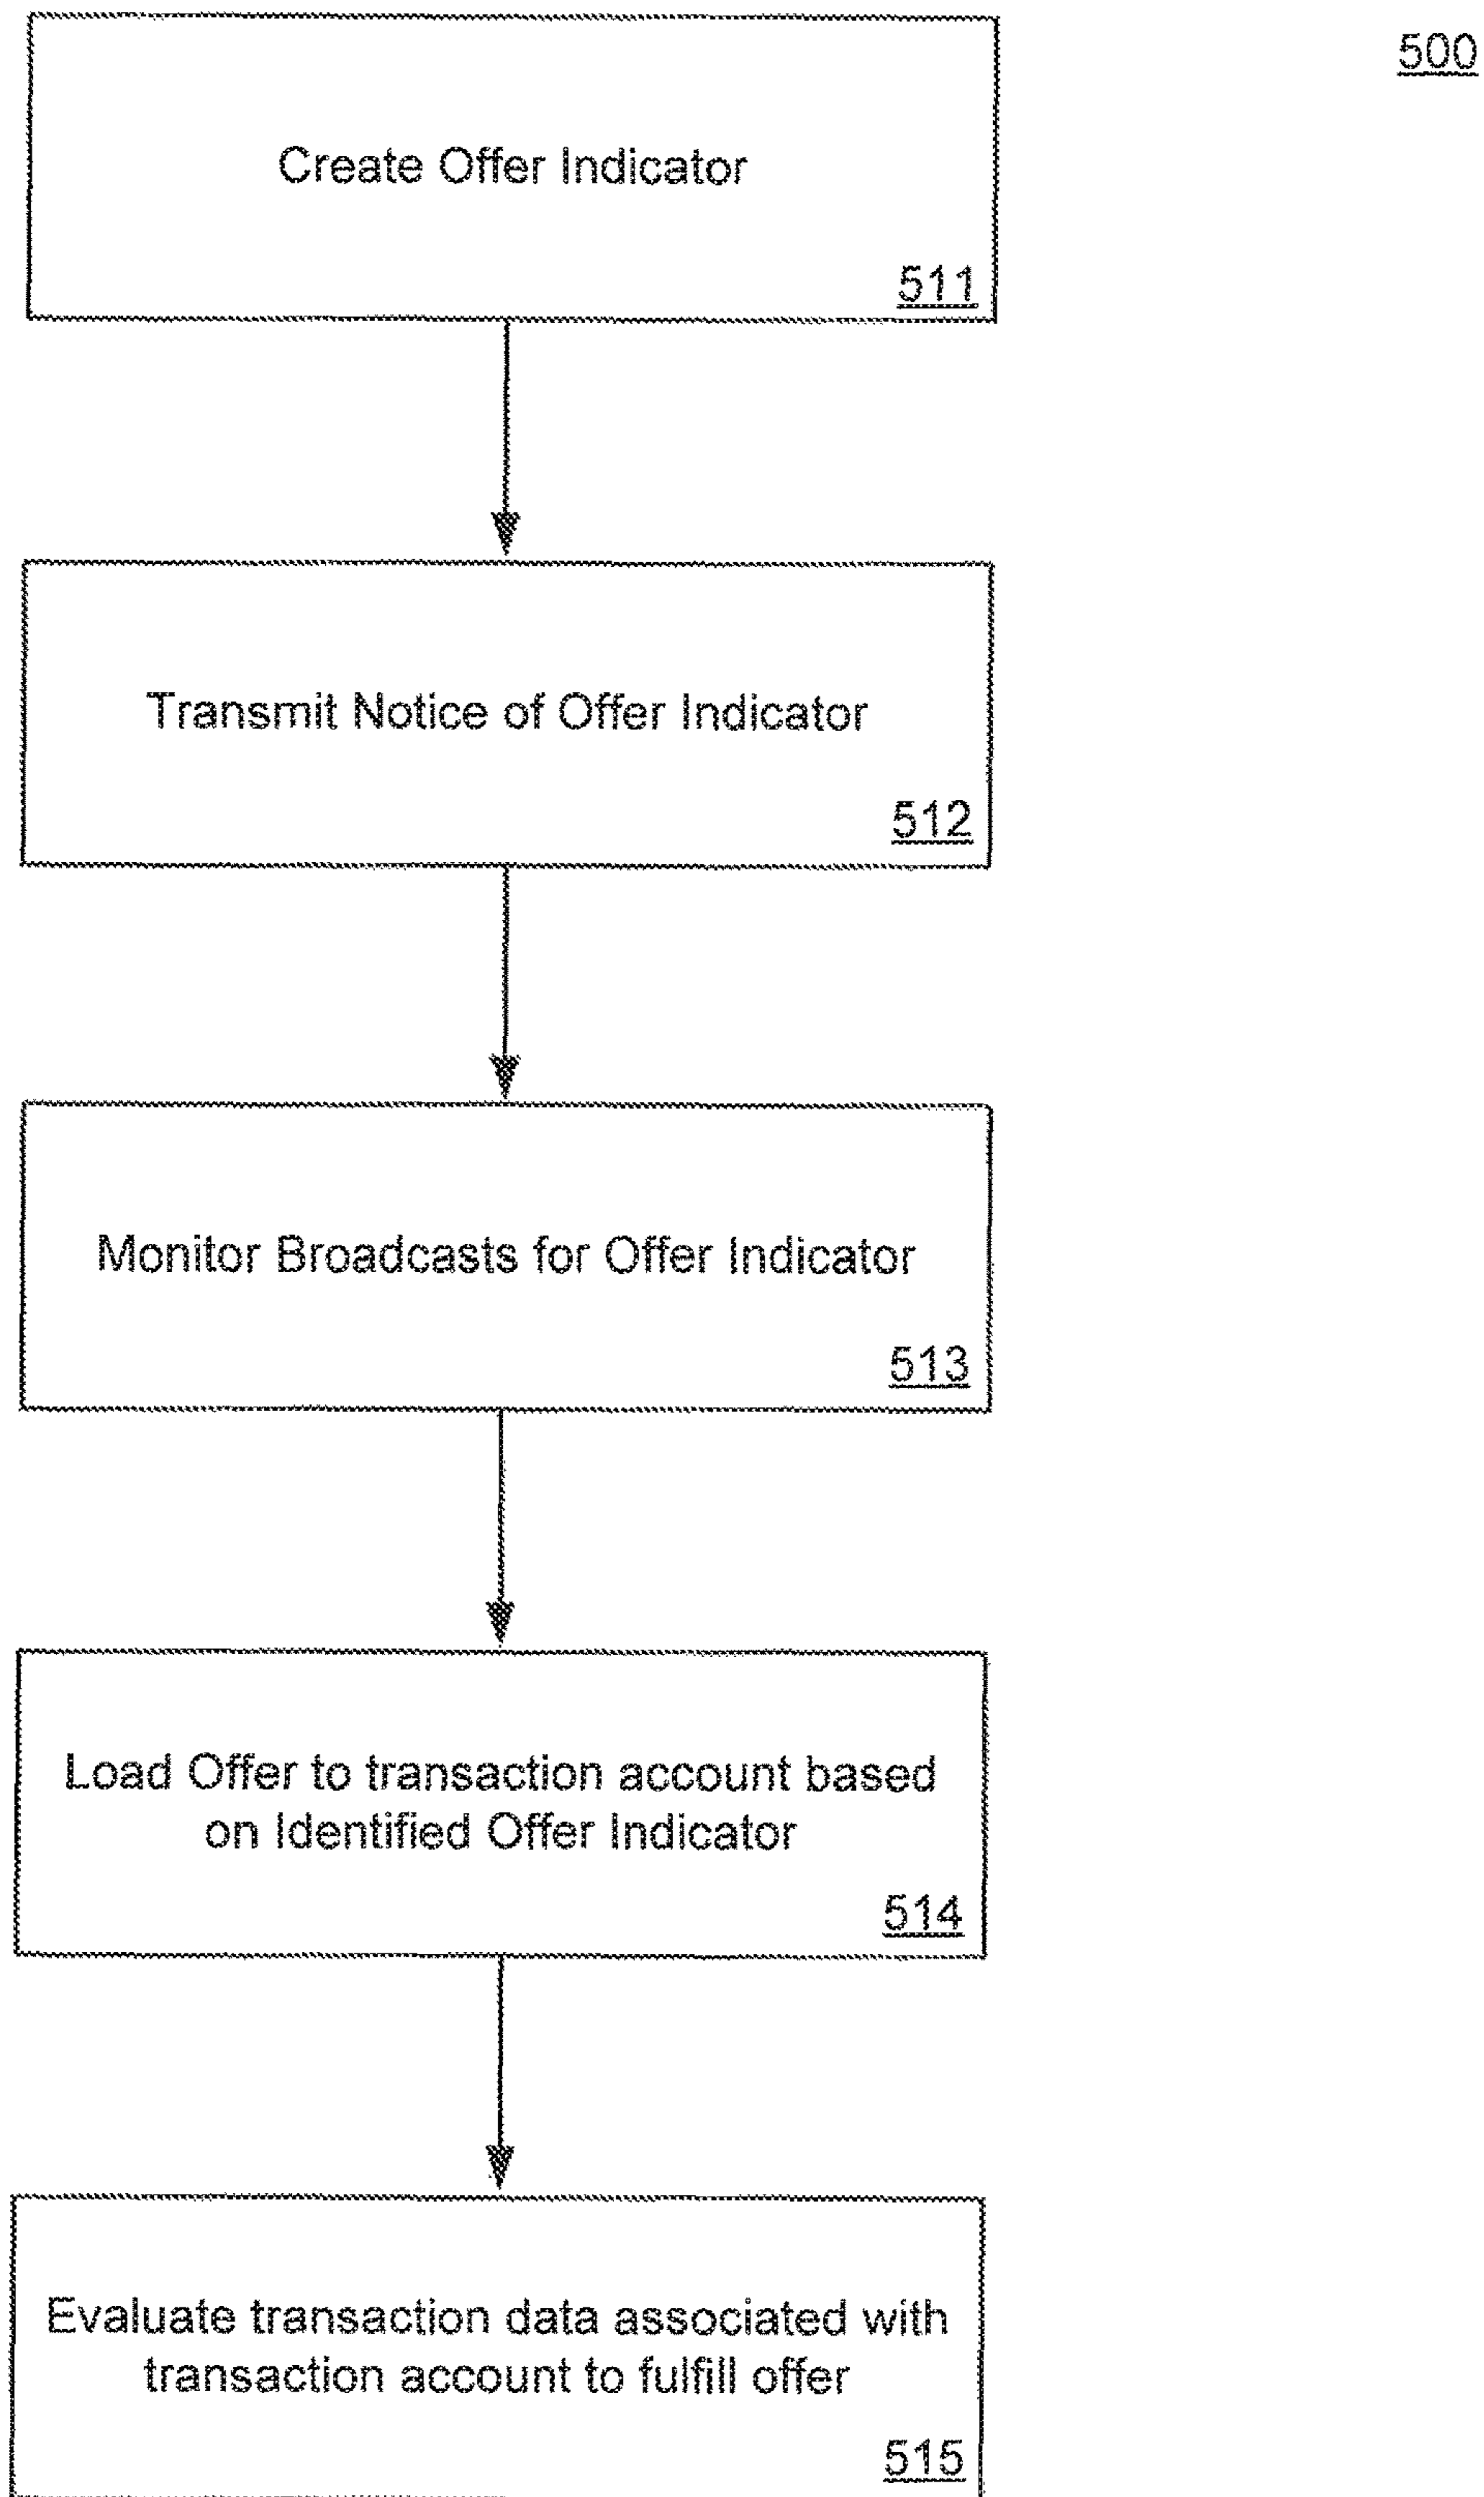 500
Create Offer Indicator
511
Transmit Notice of Offer Indicator
512
Monitor Broadcasts for Offer Indicator
513
Load Offer to transaction account based
on Identified Offer Indicator
514
Evaluate transaction data associated with
transaction account to fulfill offer
515